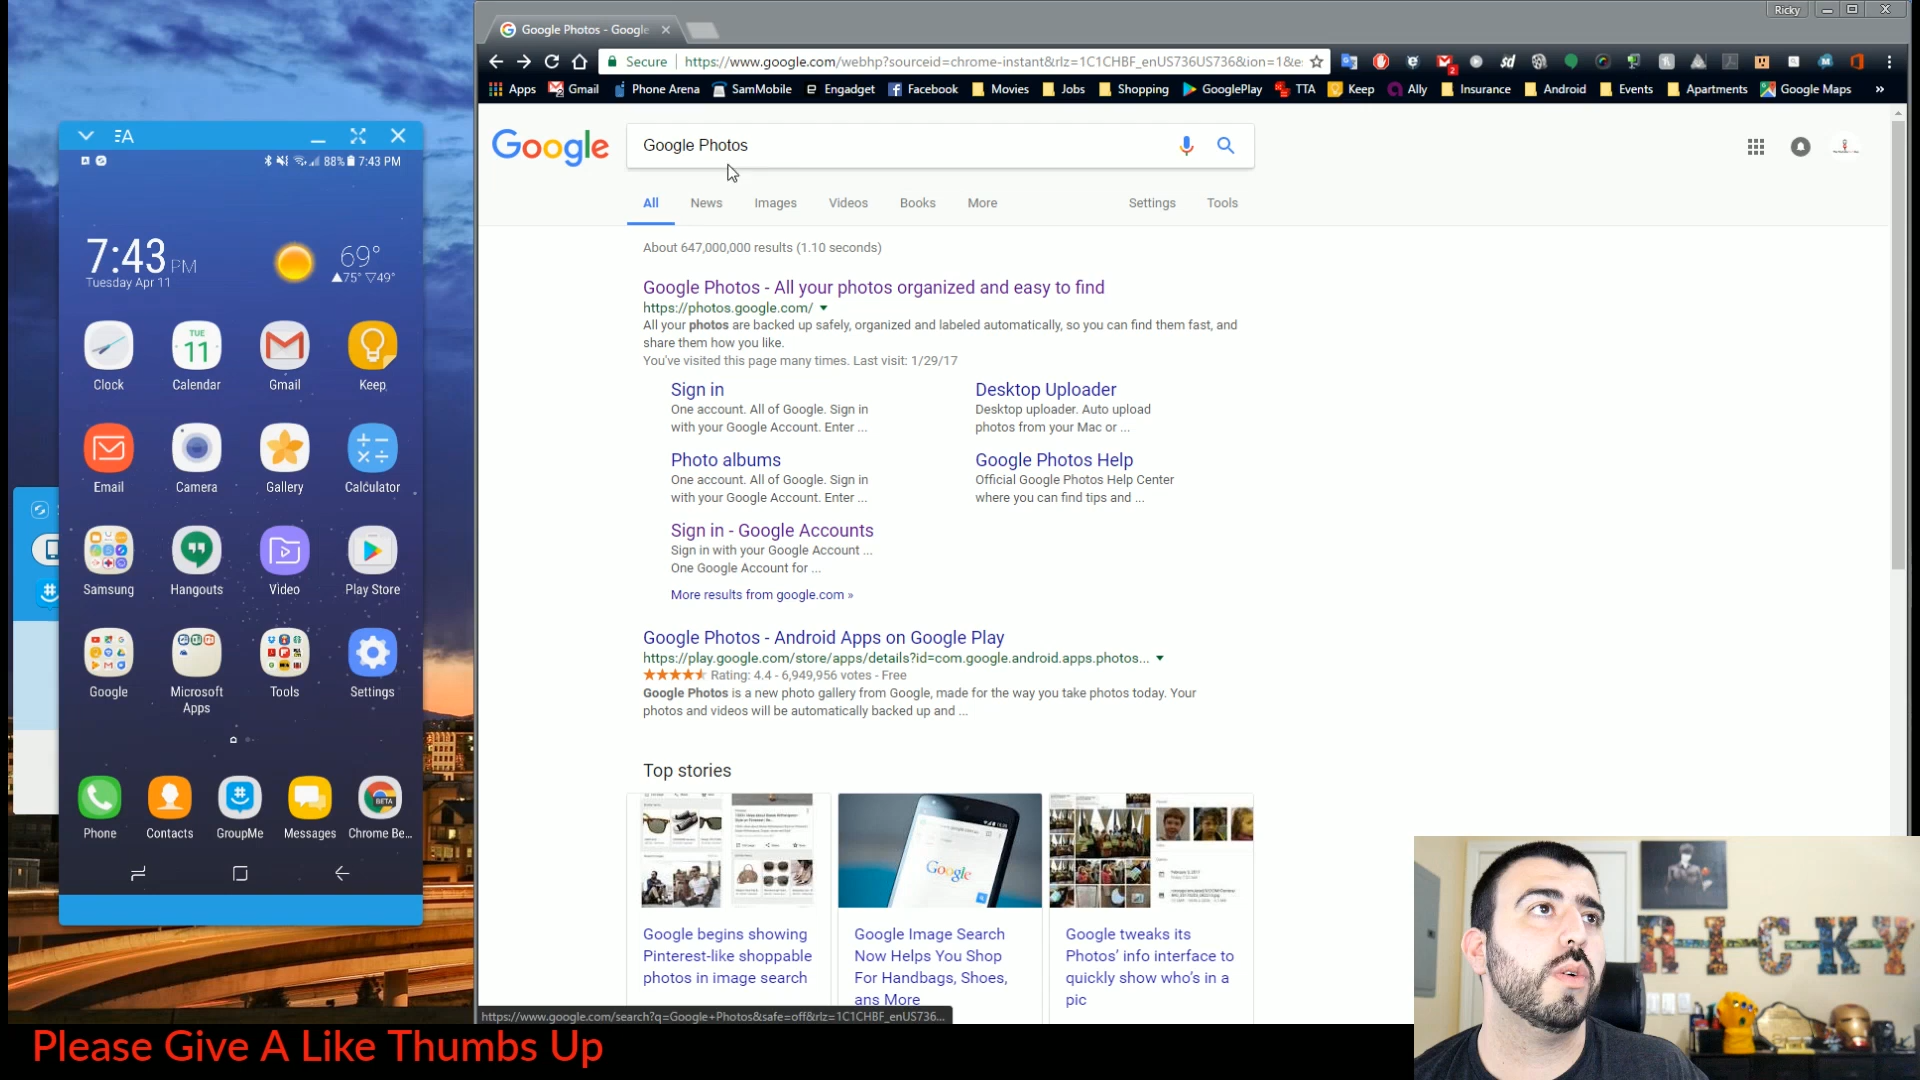 Google Photos - Google
Ricky
Secure
https://www.google.com/webhp?sourceid=chrome-instant&rlz=1C1CHBF_enUS736US736&ion=1&e
2
Apps
Gmail
Phone Arena
SamMobile
Engadget
Facebook
Movies
Jobs
Shopping
GooglePlay
TTA
Keep
Ally
Insurance
Android
Events
Apartments
Google Maps
»
88% 7:43 PM
7:43 PM
Tuesday Apr 11
69°
▲75° ▽49°
TUE
11
Clock
Calendar
Gmail
Keep
Email
Camera
Gallery
Calculator
Samsung
Hangouts
Video
Play Store
Google
Microsoft
Apps
Tools
Settings
BETA
Phone
Contacts
GroupMe
Messages
Chrome Be...
Google
Google Photos
All
News
Images
Videos
Books
More
Settings
Tools
About 647,000,000 results (1.10 seconds)
Google Photos - All your photos organized and easy to find
https://photos.google.com/
All your photos are backed up safely, organized and labeled automatically, so you can find them fast, and
share them how you like.
You've visited this page many times. Last visit: 1/29/17
Sign in
One account. All of Google. Sign in
with your Google Account. Enter ...
Desktop Uploader
Desktop uploader. Auto upload
photos from your Mac or ...
Photo albums
One account. All of Google. Sign in
with your Google Account. Enter ...
Google Photos Help
Official Google Photos Help Center
where you can find tips and ...
Sign in - Google Accounts
Sign in with your Google Account ...
One Google Account for ...
More results from google.com »
Google Photos - Android Apps on Google Play
https://play.google.com/store/apps/details?id=com.google.android.apps.photos...
Rating: 4.4 - 6,949,956 votes - Free
Google Photos is a new photo gallery from Google, made for the way you take photos today. Your
photos and videos will be automatically backed up and ...
Top stories
Google
Google begins showing
Pinterest-like shoppable
photos in image search
Google Image Search
Now Helps You Shop
For Handbags, Shoes,
ans More
Google tweaks its
Photos' info interface to
quickly show who's in a
pic
https://www.google.com/search?q=Google+Photos&safe=off&rlz=1C1CHBF_enUS736...
RICKY
Please Give A Like Thumbs Up